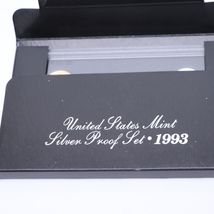 United States Mint
Silver Proof Set • 1993